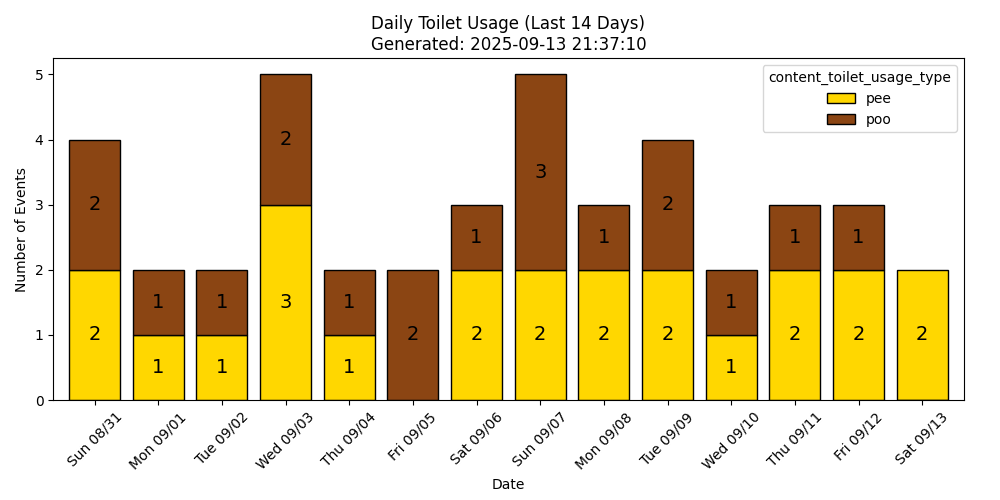 Daily Toilet Usage (Last 14 Days)
Generated: 2025-09-13 21:37:10
content_toilet_usage_type
pee
poo
Number of Events
5
4
3
2
1
0
2 1 1 2 1 2 1 3 1 2 1 1 1
2 1 1 3 1 2 2 2 2 1 2 2 2
Sun 08/31
Mon 09/01
Tue 09/02
Wed 09/03
Thu 09/04
Fri 09/05
Sat 09/06
Sun 09/07
Mon 09/08
Tue 09/09
Wed 09/10
Thu 09/11
Fri 09/12
Sat 09/13
Date